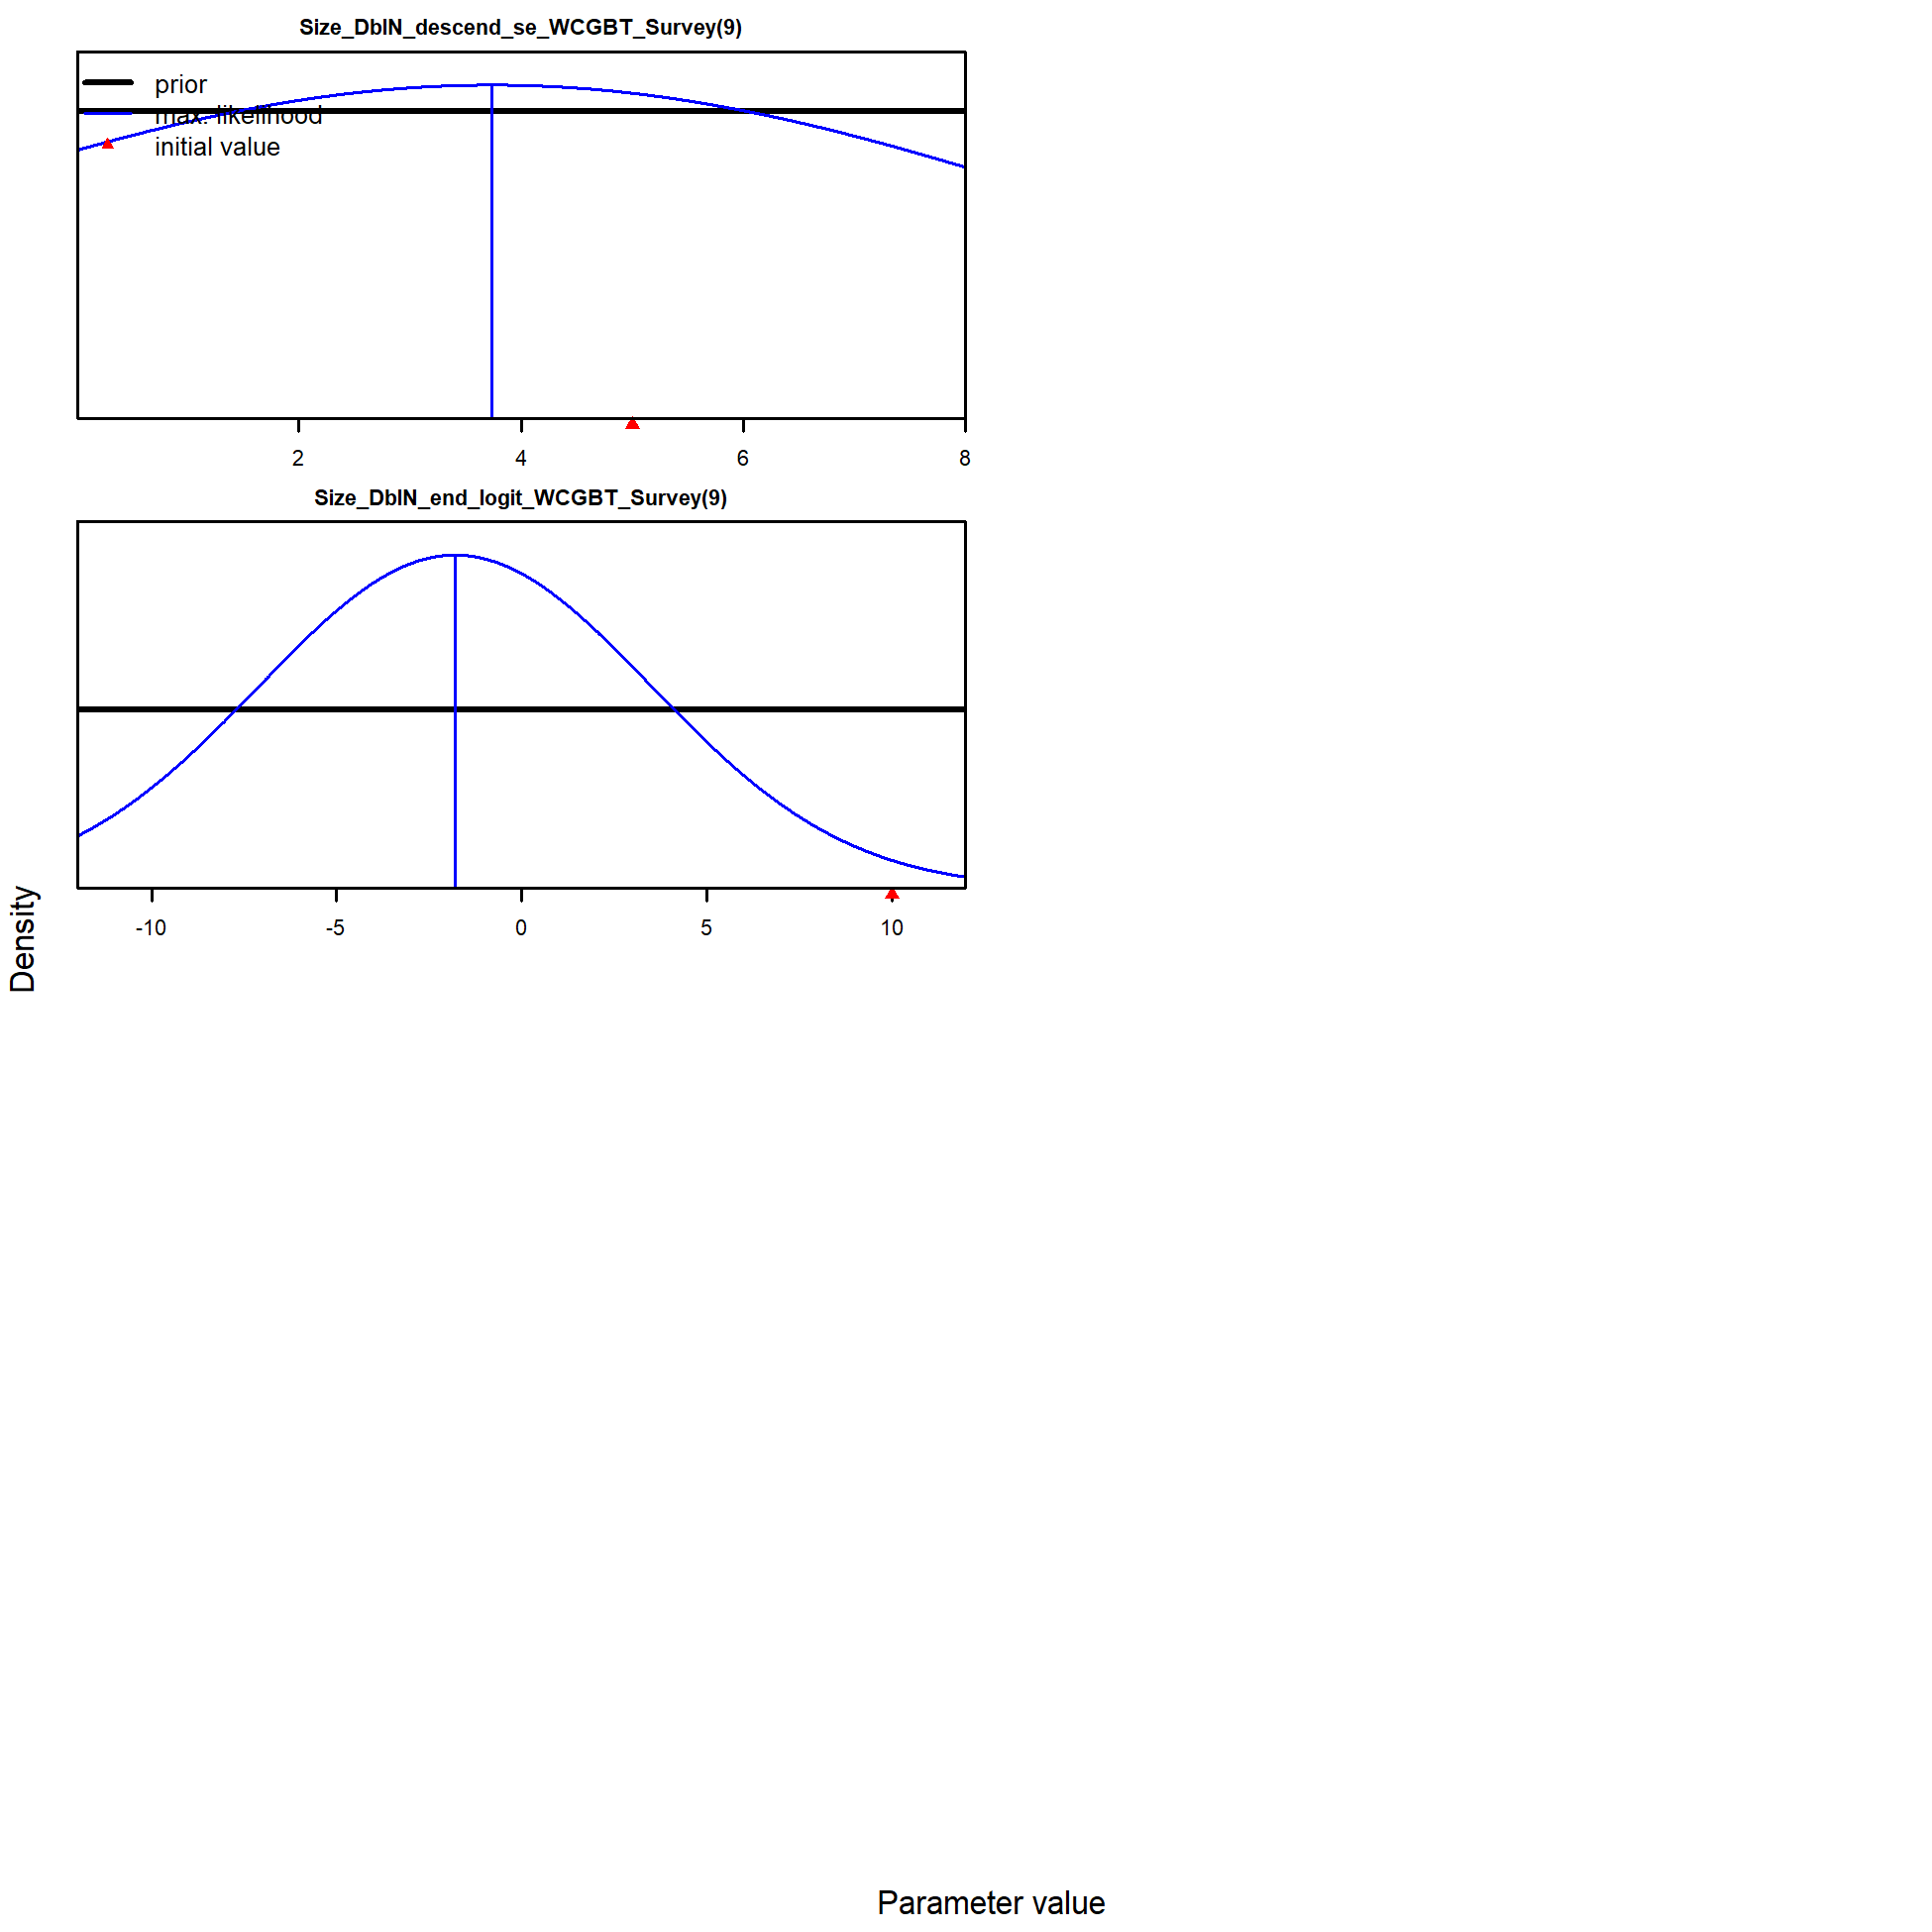 Size_DblN_descend_se_WCGBT_Survey(9)
prior
max. likelihood
initial value
2 4 6 8
Size_DblN_end_logit_WCGBT_Survey(9)
-10 -5 0 5 10
Density
Parameter value